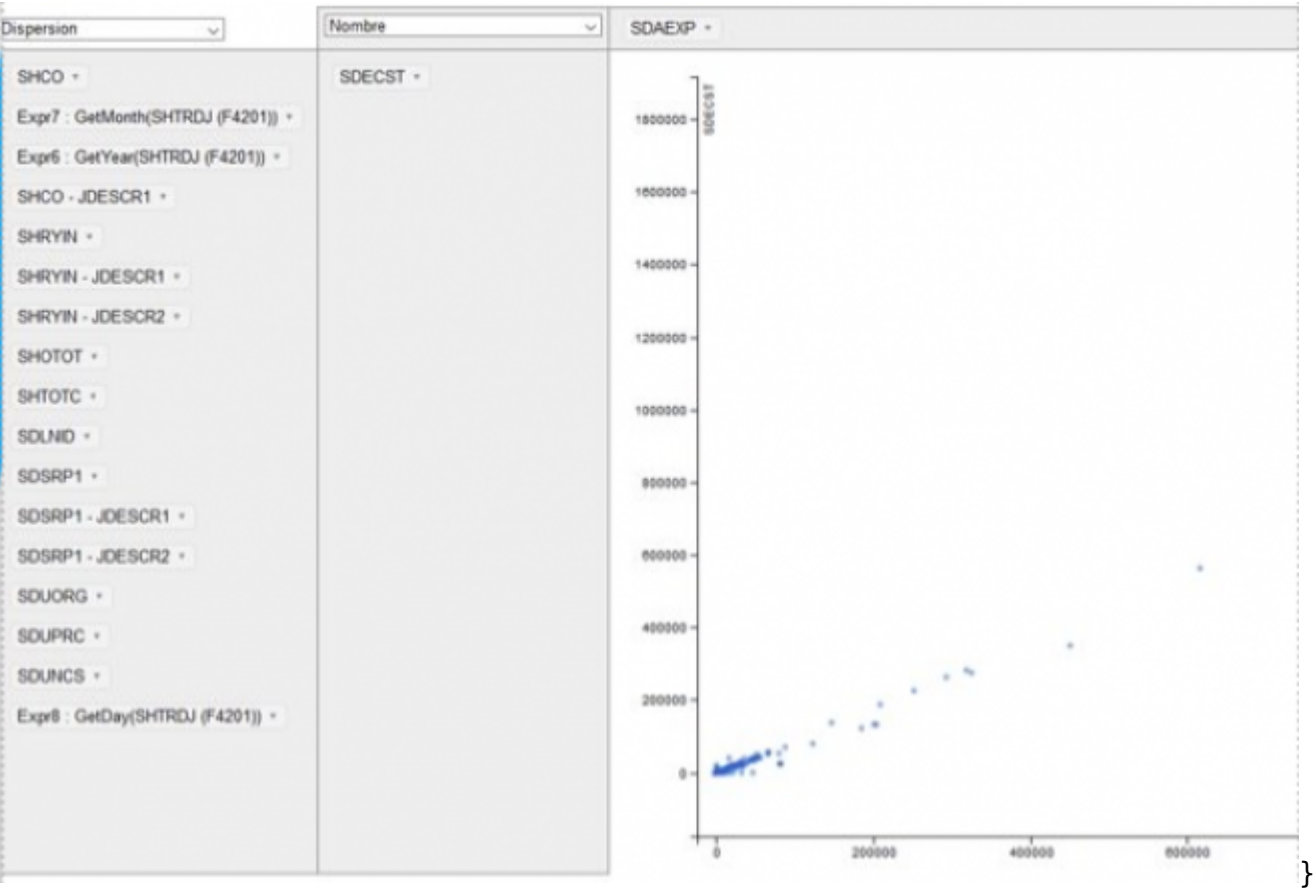 Dispersion
Nombre
SDAEXP
SHCO
Expr7 : GetMonth(SHTRDJ (F4201))
Expr6 : GetYear(SHTRDJ (F4201))
SHCO - JDESCR1
SHRYIN
SHRYIN - JDESCR1
SHRYIN - JDESCR2
SHOTOT
SHTOTC
SDLNID
SDSRP1
SDSRP1 - JDESCR1
SDSRP1 - JDESCR2
SDUORG
SDUPRC
SDUNCS
Expr8 : GetDay(SHTRDJ (F4201))
SDECST
SDECST
1800000
1600000
1400000
1200000
1000000
800000
600000
400000
200000
0
0
200000
400000
600000
}